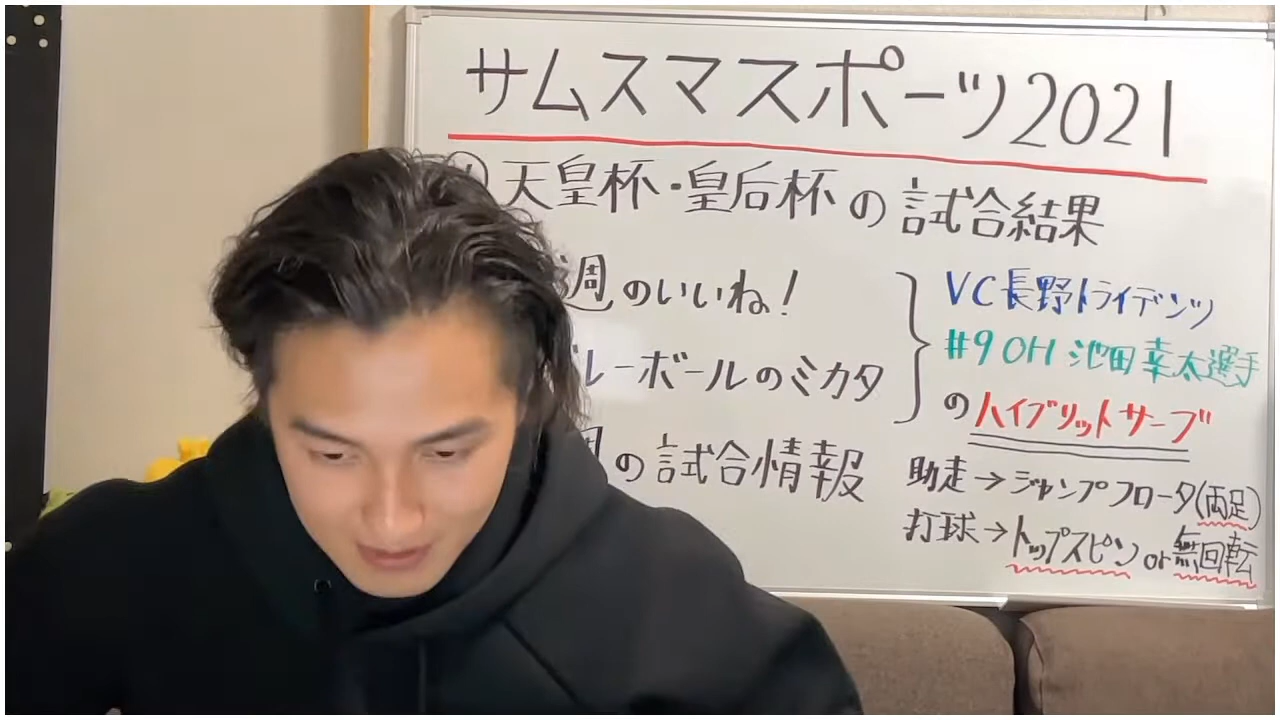 サムスマスポーツ2021
天皇杯・皇后杯の試合結果
週のいいね!
レーボールのミカタ
の試合情報
VC長野トライデンツ
#9 OH 池田幸太選手
のハイブリットサーブ
助走→ジャンプフローター(両足)
打球→トップスピン or 無回転